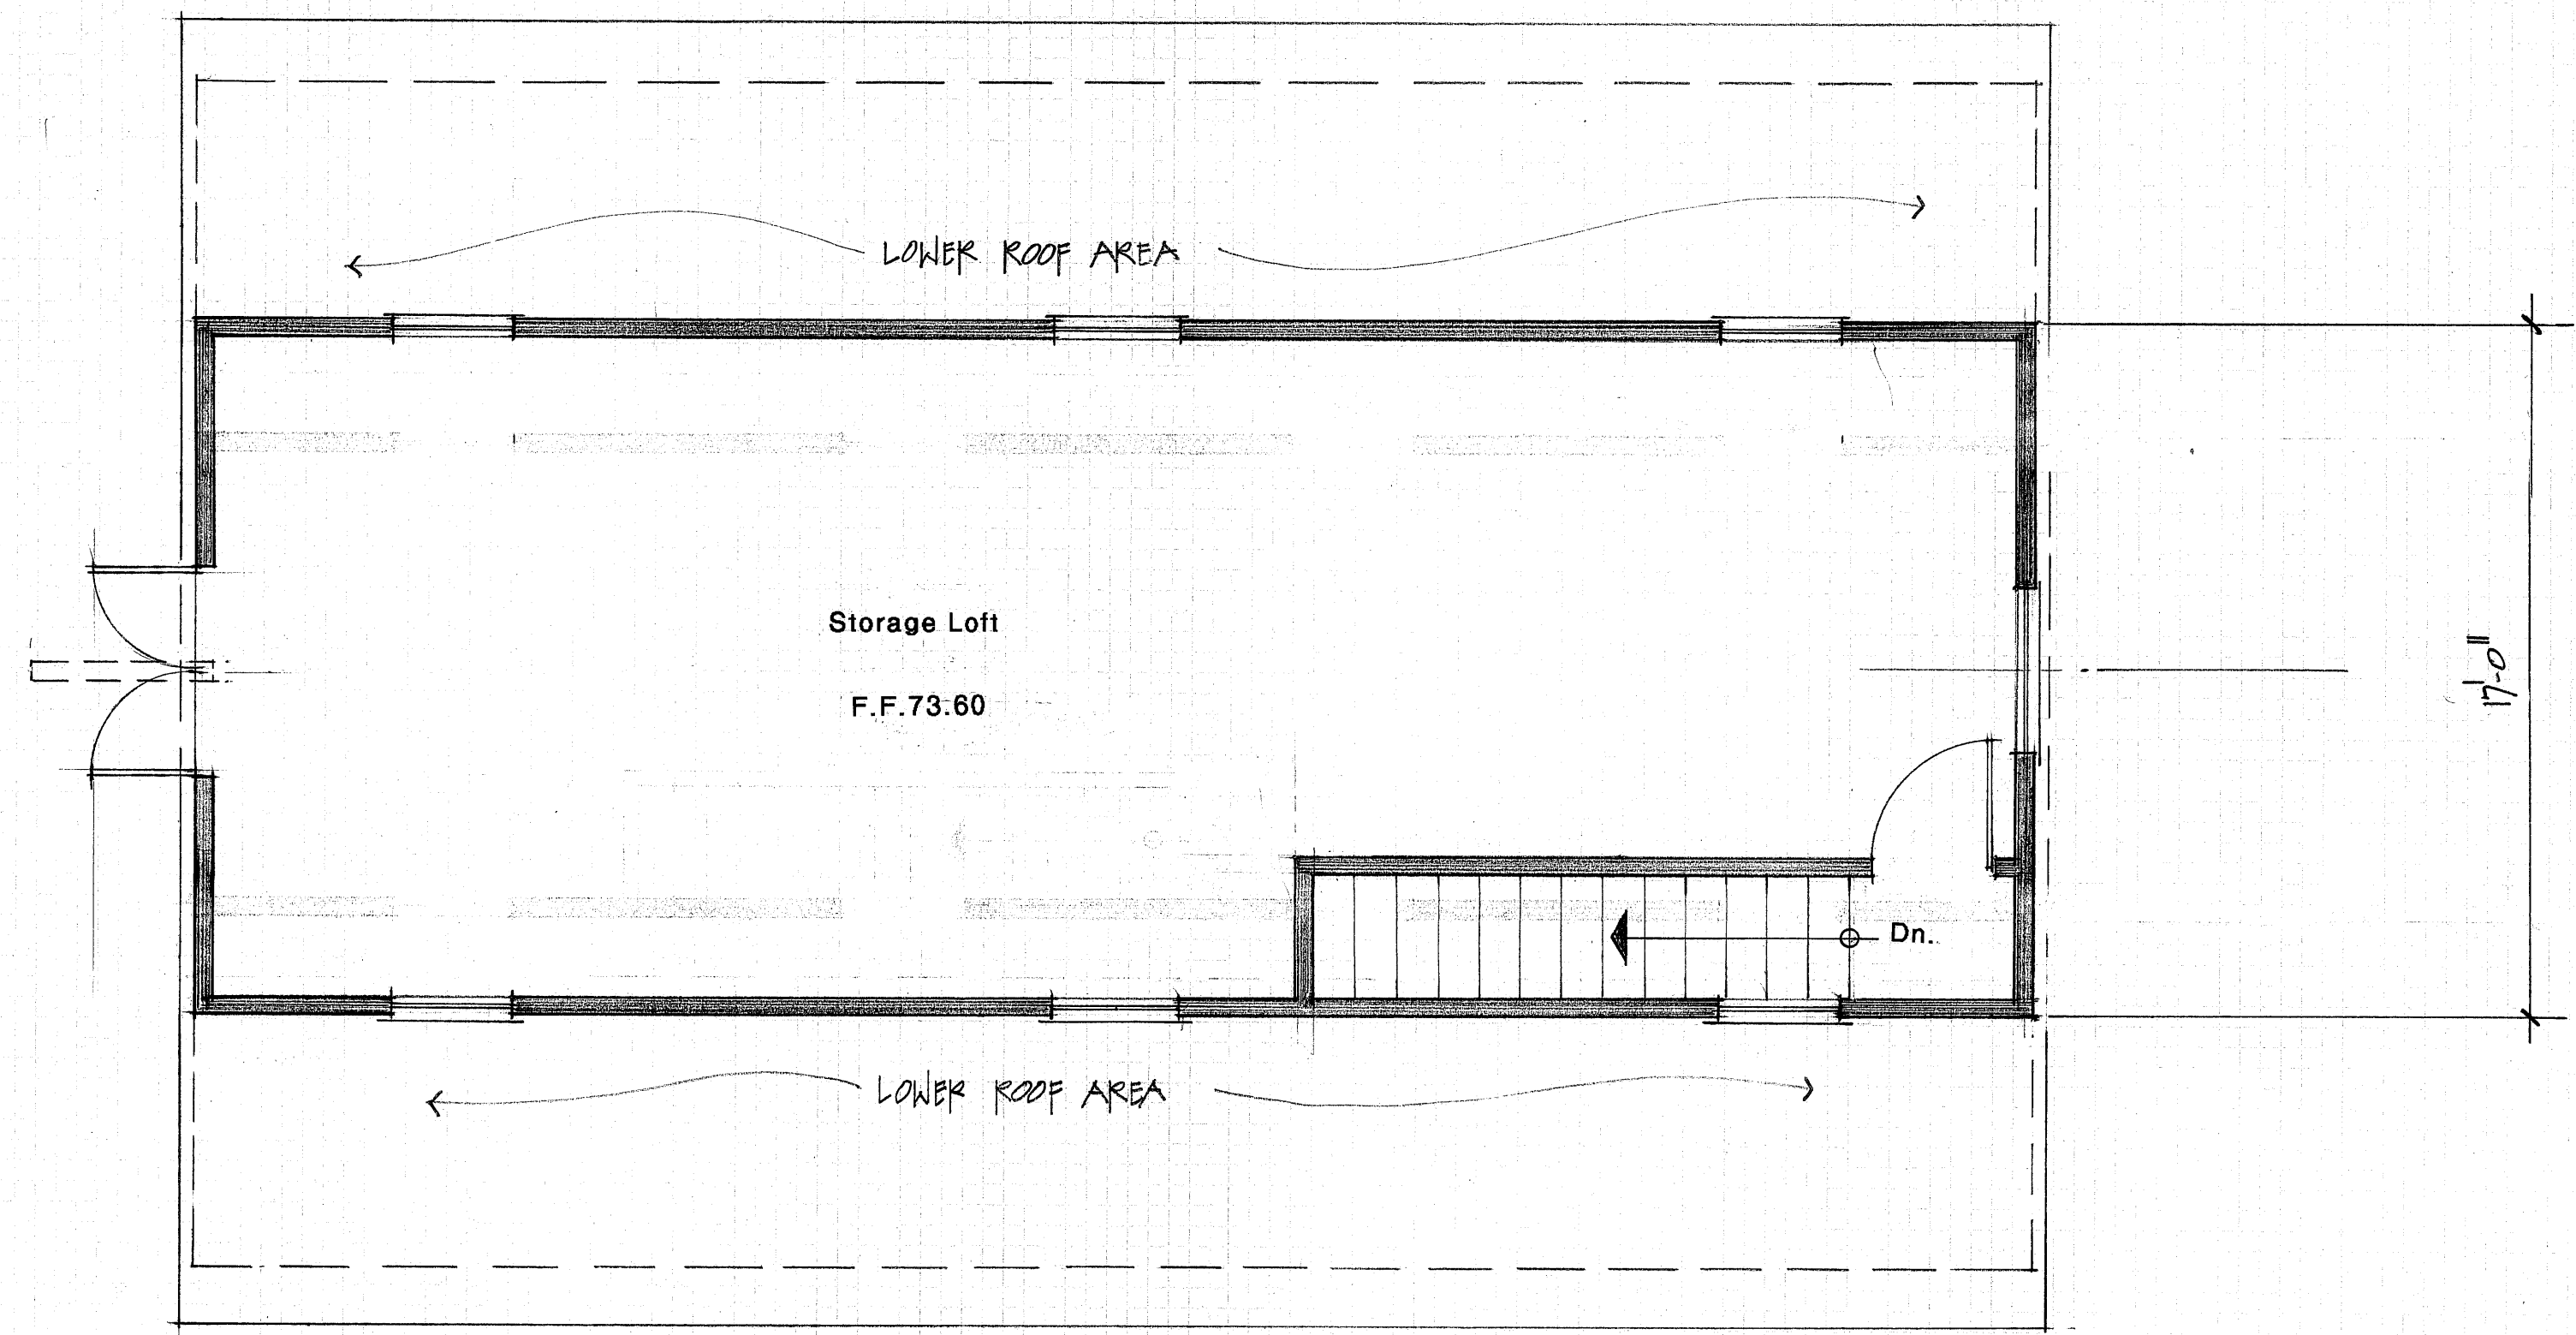 LOWER ROOF AREA
Storage Loft
F.F.73.60
17'-0"
Dn.
LOWER ROOF AREA